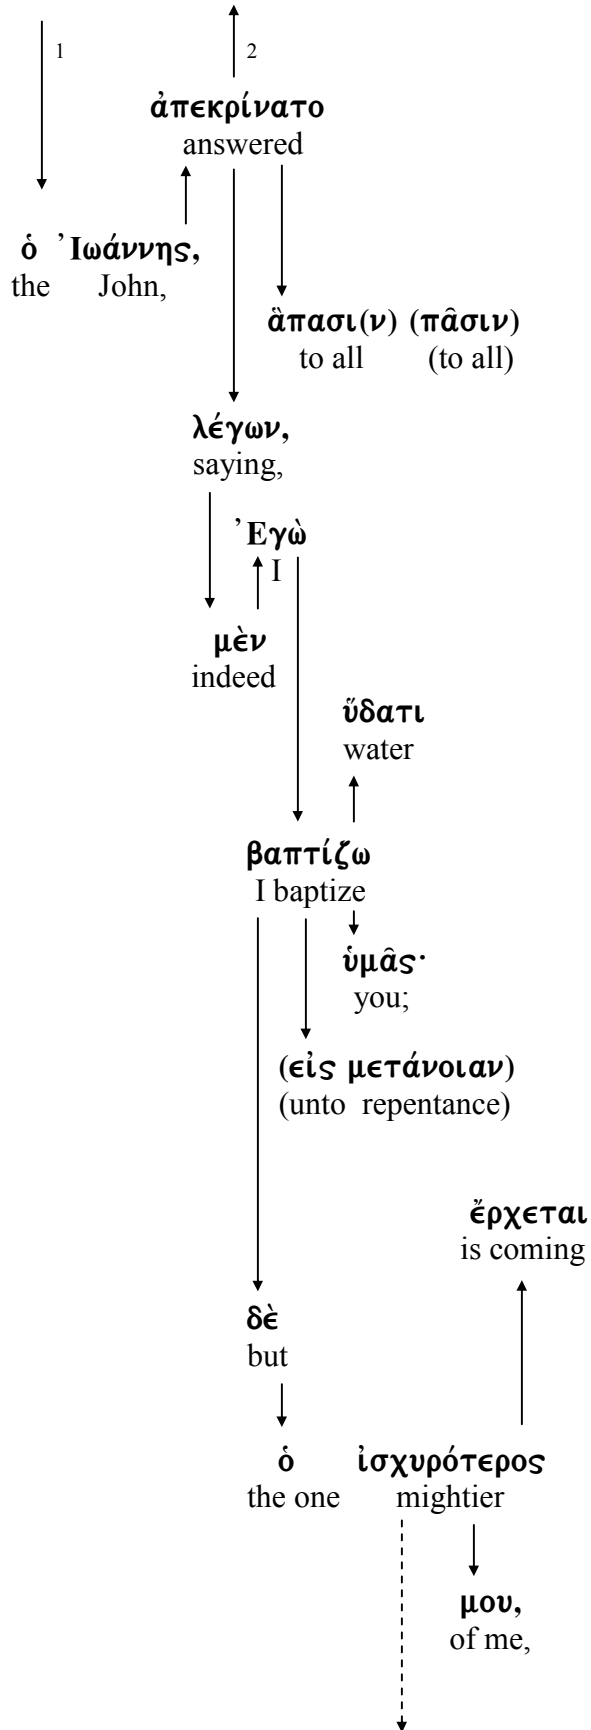 1 2
ἀπεκρίνατο
answered
ὁ Ἰωάννης,
the John,
ἅπασι(ν) (πᾶσιν)
to all (to all)
λέγων,
saying,
Ἐγὼ
I
μὲν
indeed
ὕδατι
water
βαπτίζω
I baptize
ὑμᾶς·
you;
(εἰς μετάνοιαν)
(unto repentance)
ἔρχεται
is coming
δὲ
but
ὁ ἰσχυρότερος
the one mightier
μου,
of me,